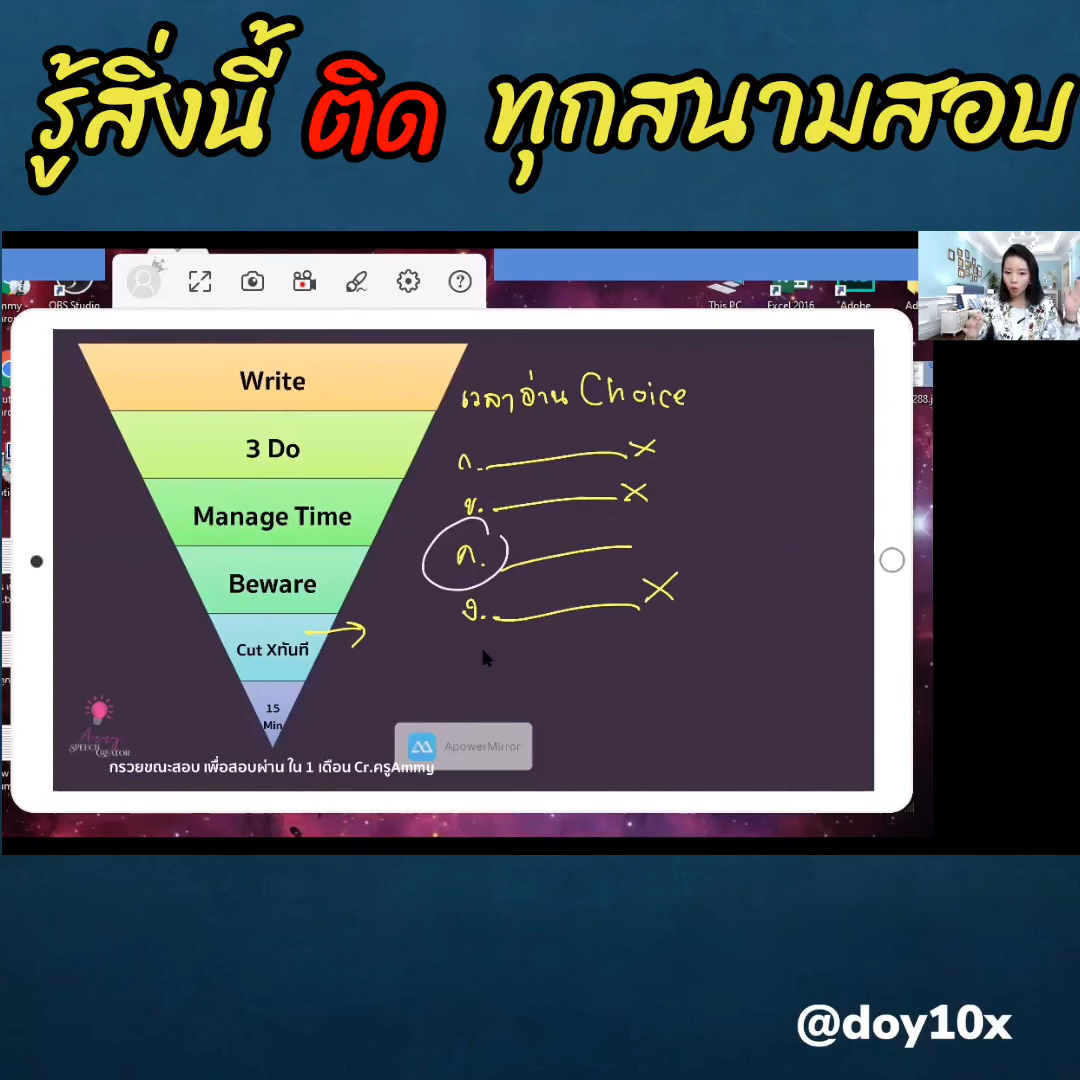 รู้สิ่งนี้ ติด ทุกสนามสอบ
OBS Studio
This PC
Excel 2016
Adobe
Write
3 Do
Manage Time
Beware
Cut Xทันที
15
Min
เวลาอ่าน Choice
ก. X
ข. X
ค.
ง. X
Ammy
SPEECH CREATOR
ApowerMirror
กรวยขณะสอบ เพื่อสอบผ่าน ใน 1 เดือน Cr.ครูAmmy
@doy10x